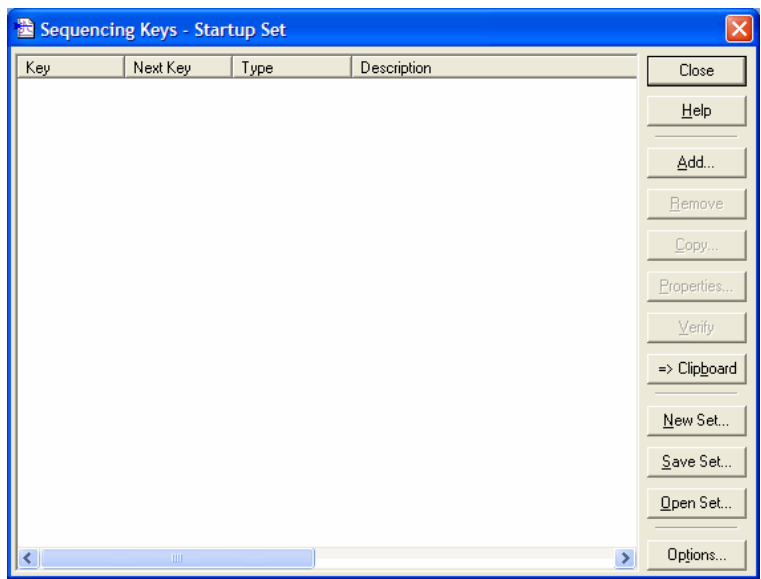 Sequencing Keys - Startup Set
Key Next Key Type Description
Close
Help
Add...
Remove
Copy...
Properties...
Verify
=> Clipboard
New Set...
Save Set...
Open Set...
Options...